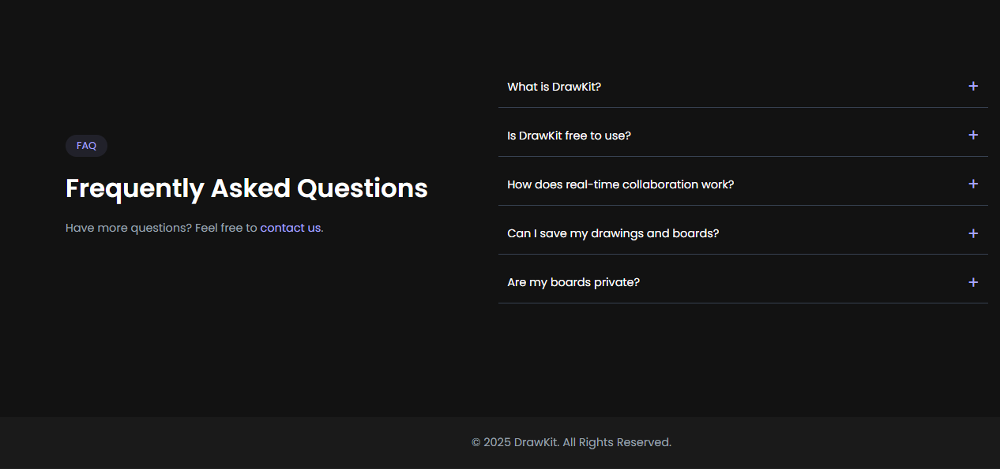 FAQ
Frequently Asked Questions
Have more questions? Feel free to contact us.
What is DrawKit?
Is DrawKit free to use?
How does real-time collaboration work?
Can I save my drawings and boards?
Are my boards private?
© 2025 DrawKit. All Rights Reserved.